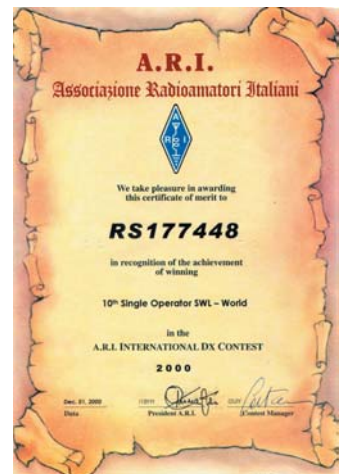 A.R.I.
Associazione Radioamatori Italiani
A
R I
We take pleasure in awarding
this certificate of merit to
RS177448
in recognition of the achievement
of winning
10th Single Operator SWL – World
in the
A.R.I. INTERNATIONAL DX CONTEST
2000
Dec. 31, 2000
Data President A.R.I. Contest Manager